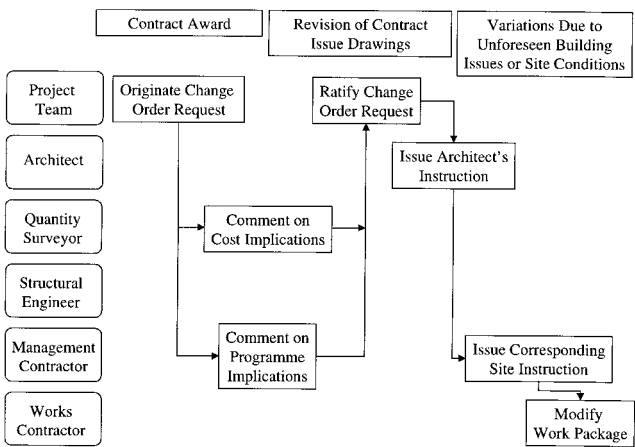 Contract Award
Revision of Contract
Issue Drawings
Variations Due to
Unforeseen Building
Issues or Site Conditions
Project
Team
Originate Change
Order Request
Ratify Change
Order Request
Architect
Issue Architect's
Instruction
Quantity
Surveyor
Comment on
Cost Implications
Structural
Engineer
Management
Contractor
Comment on
Programme
Implications
Issue Corresponding
Site Instruction
Works
Contractor
Modify
Work Package